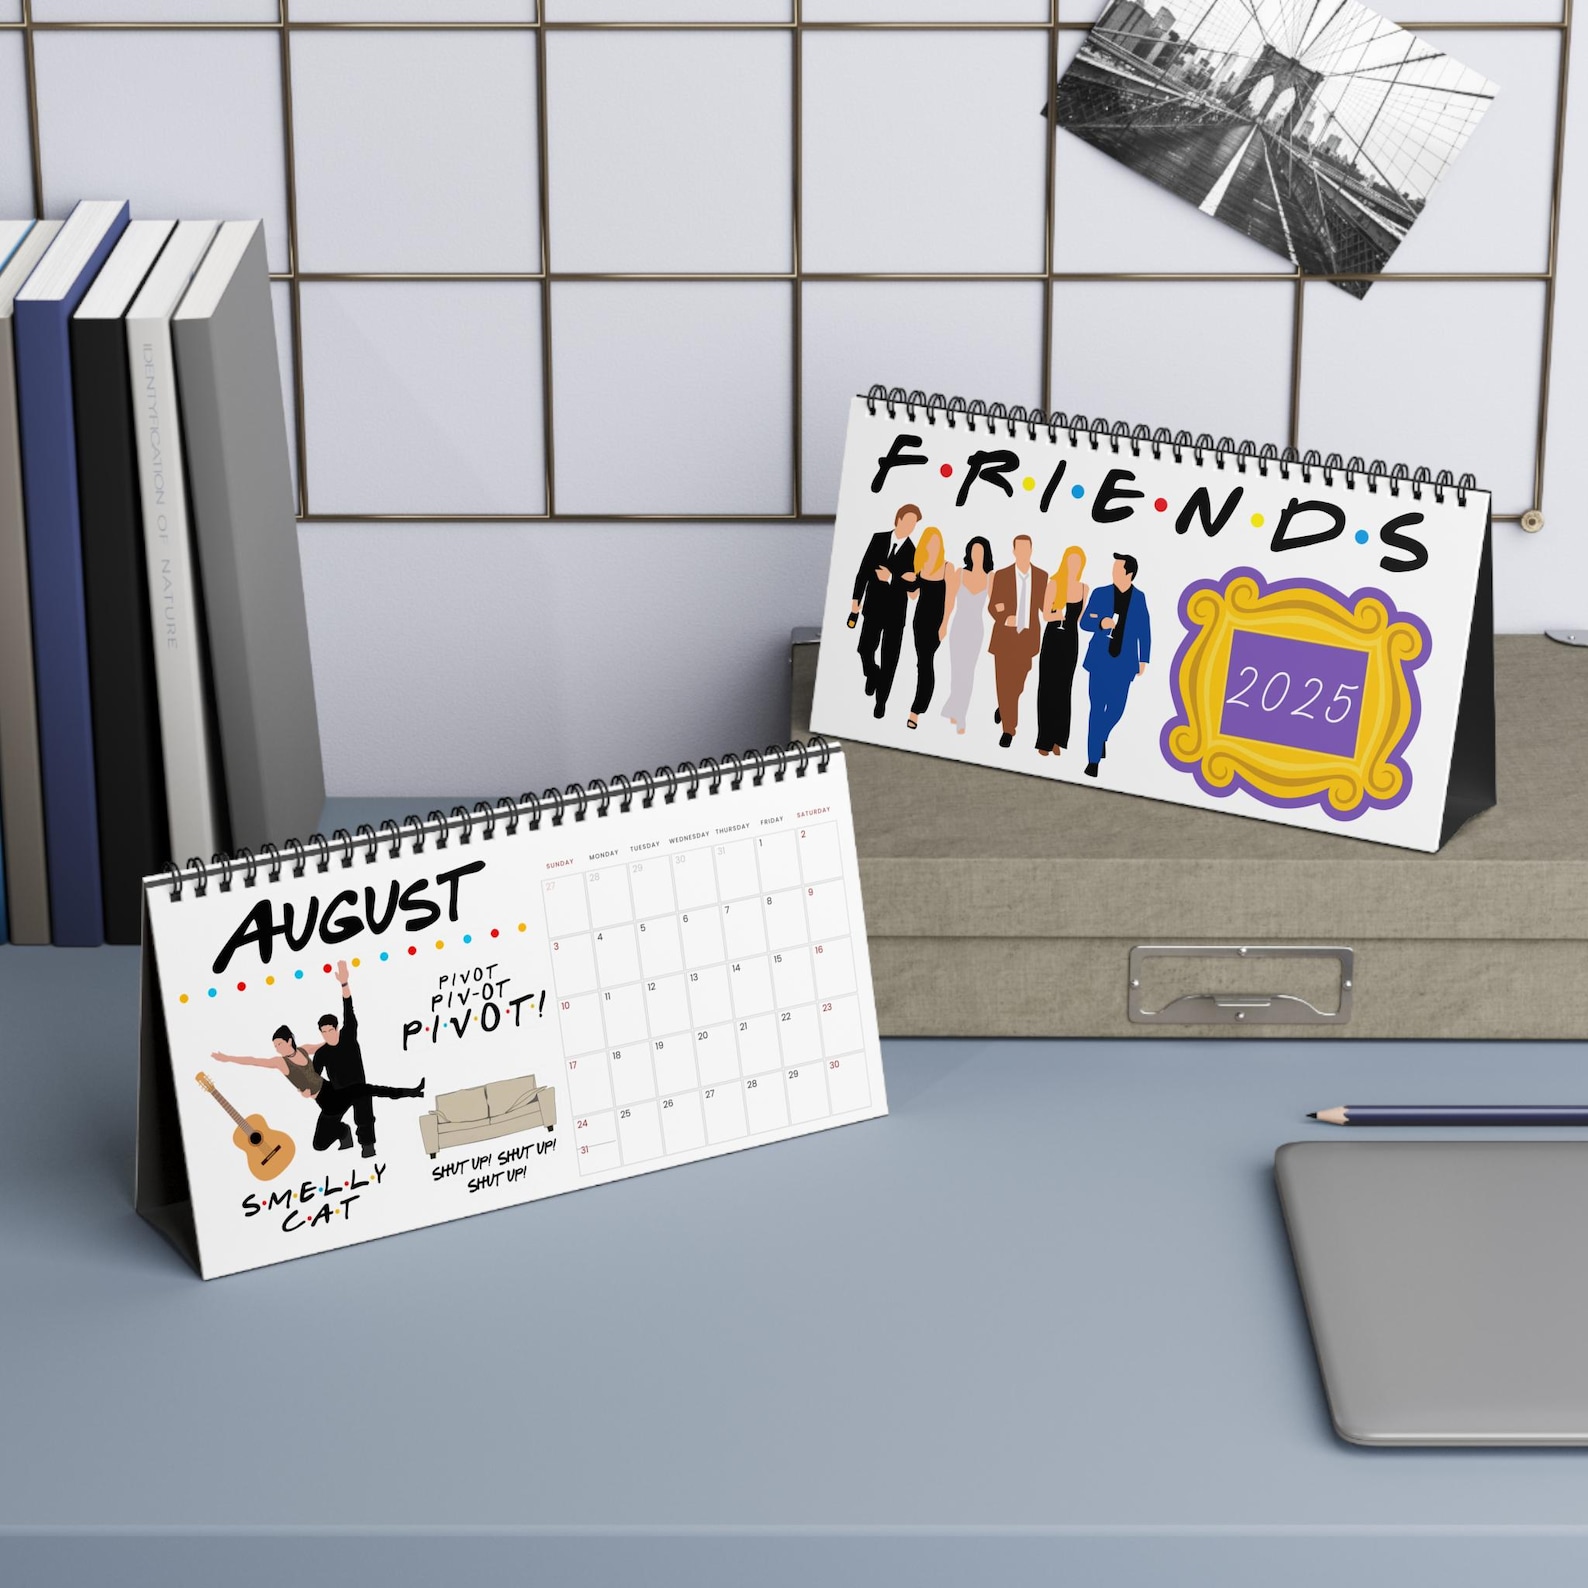 IDENTYFICATION OF NATURE
F•R•I•E•N•D•S
2025
AUGUST
PIVOT
PIV-OT
P•I•V•O•T•!
SHUT UP! SHUT UP!
SHUT UP!
S•M•E•L•L•Y
C•A•T
SUNDAY MONDAY TUESDAY WEDNESDAY THURSDAY FRIDAY SATURDAY
27 28 29 30 31 1 2
3 4 5 6 7 8 9
10 11 12 13 14 15 16
17 18 19 20 21 22 23
24 25 26 27 28 29 30
31